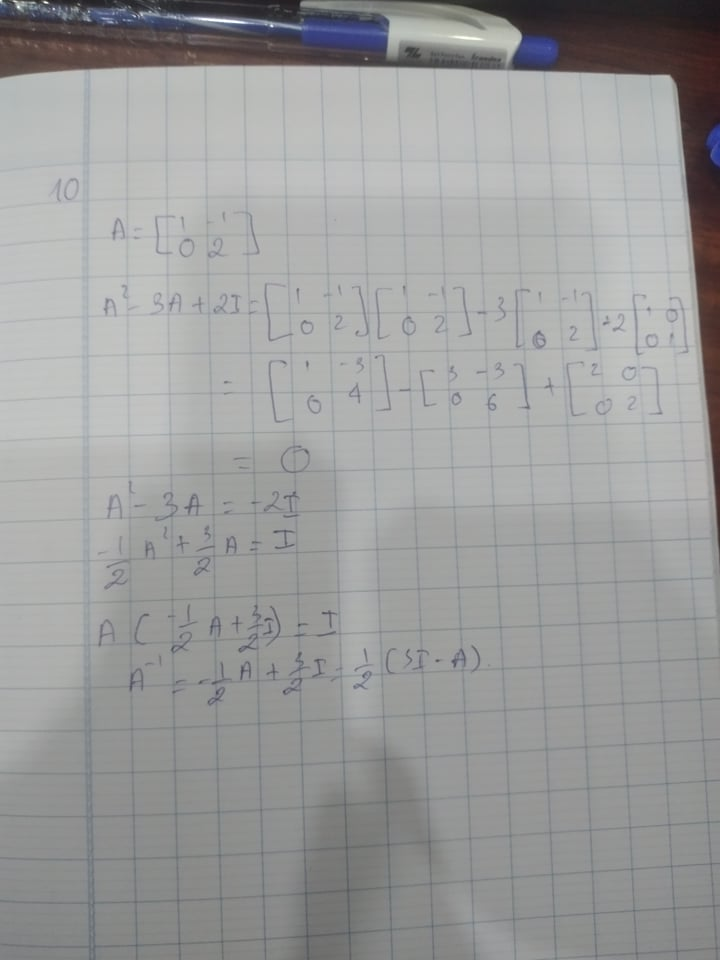 10
A = [1 -1; 0 2]
A² - 3A + 2I = [1 -1; 0 2] [1 -1; 0 2] - 3 [1 -1; 0 2] + 2 [1 0; 0 1]
= [1 -3; 0 4] - [3 -3; 0 6] + [2 0; 0 2]
= O
A² - 3A = -2I
-1/2 A² + 3/2 A = I
A (-1/2 A + 3/2 I) = I
A⁻¹ = -1/2 A + 3/2 I = 1/2 (3I - A).